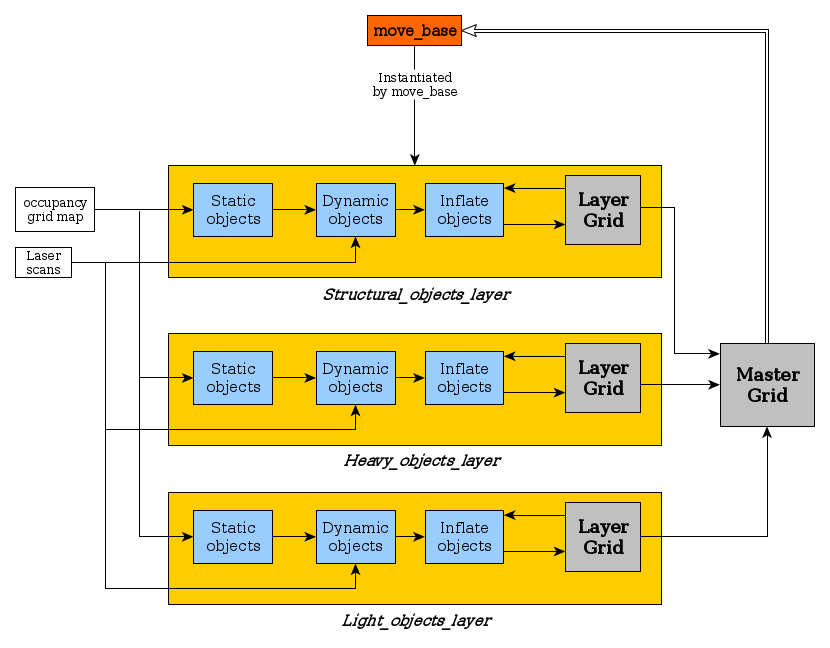 move_base
Instantiated
by move_base
occupancy
grid map
Laser
scans
Static
objects
Dynamic
objects
Inflate
objects
Layer
Grid
Structural_objects_layer
Static
objects
Dynamic
objects
Inflate
objects
Layer
Grid
Heavy_objects_layer
Master
Grid
Static
objects
Dynamic
objects
Inflate
objects
Layer
Grid
Light_objects_layer